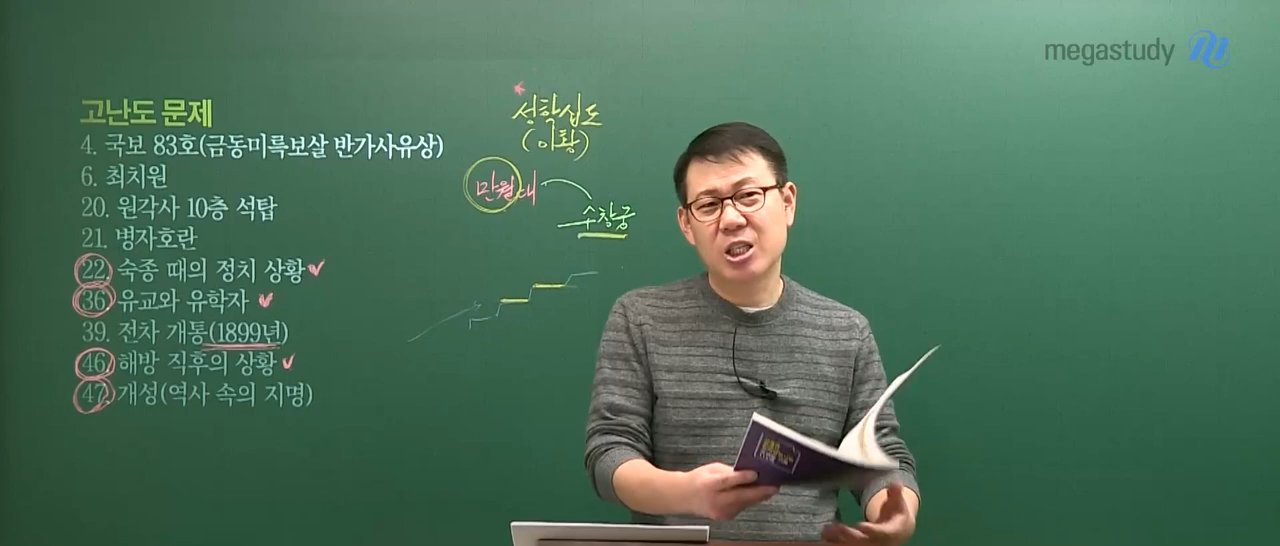 megastudy
고난도 문제
4. 국보 83호(금동미륵보살 반가사유상)
6. 최치원
20. 원각사 10층 석탑
21. 병자호란
22. 숙종 때의 정치 상황
36. 유교와 유학자
39. 전차 개통(1899년)
46. 해방 직후의 상황
47. 개성(역사 속의 지명)
성학십도
(이황)
만월대
수창궁